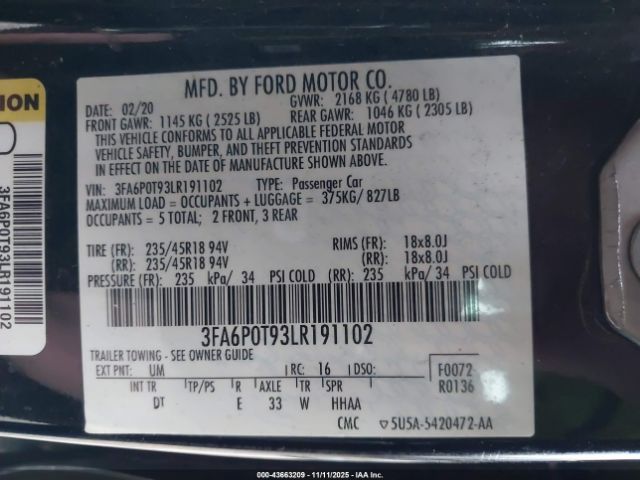 MFD. BY FORD MOTOR CO.
DATE: 02/20 GVWR: 2168 KG ( 4780 LB)
FRONT GAWR: 1145 KG ( 2525 LB) REAR GAWR: 1046 KG ( 2305 LB)
THIS VEHICLE CONFORMS TO ALL APPLICABLE FEDERAL MOTOR
VEHICLE SAFETY, BUMPER, AND THEFT PREVENTION STANDARDS
IN EFFECT ON THE DATE OF MANUFACTURE SHOWN ABOVE.
VIN: 3FA6P0T93LR191102 TYPE: Passenger Car
MAXIMUM LOAD = OCCUPANTS + LUGGAGE = 375KG/ 827LB
OCCUPANTS = 5 TOTAL; 2 FRONT, 3 REAR
TIRE (FR): 235/45R18 94V RIMS (FR): 18x8.0J
(RR): 235/45R18 94V (RR): 18x8.0J
PRESSURE (FR): 235 kPa/ 34 PSI COLD (RR): 235 kPa/ 34 PSI COLD
3FA6P0T93LR191102
TRAILER TOWING - SEE OWNER GUIDE
EXT PNT: UM RC: 16 DSO: F0072
INT TR TP/PS R AXLE TR SPR R0136
DT E 33 W HHAA
CMC ▽5U5A-5420472-AA
ION
3FA6P0T93LR191102
000-43663209 - 11/11/2025 - IAA Inc.